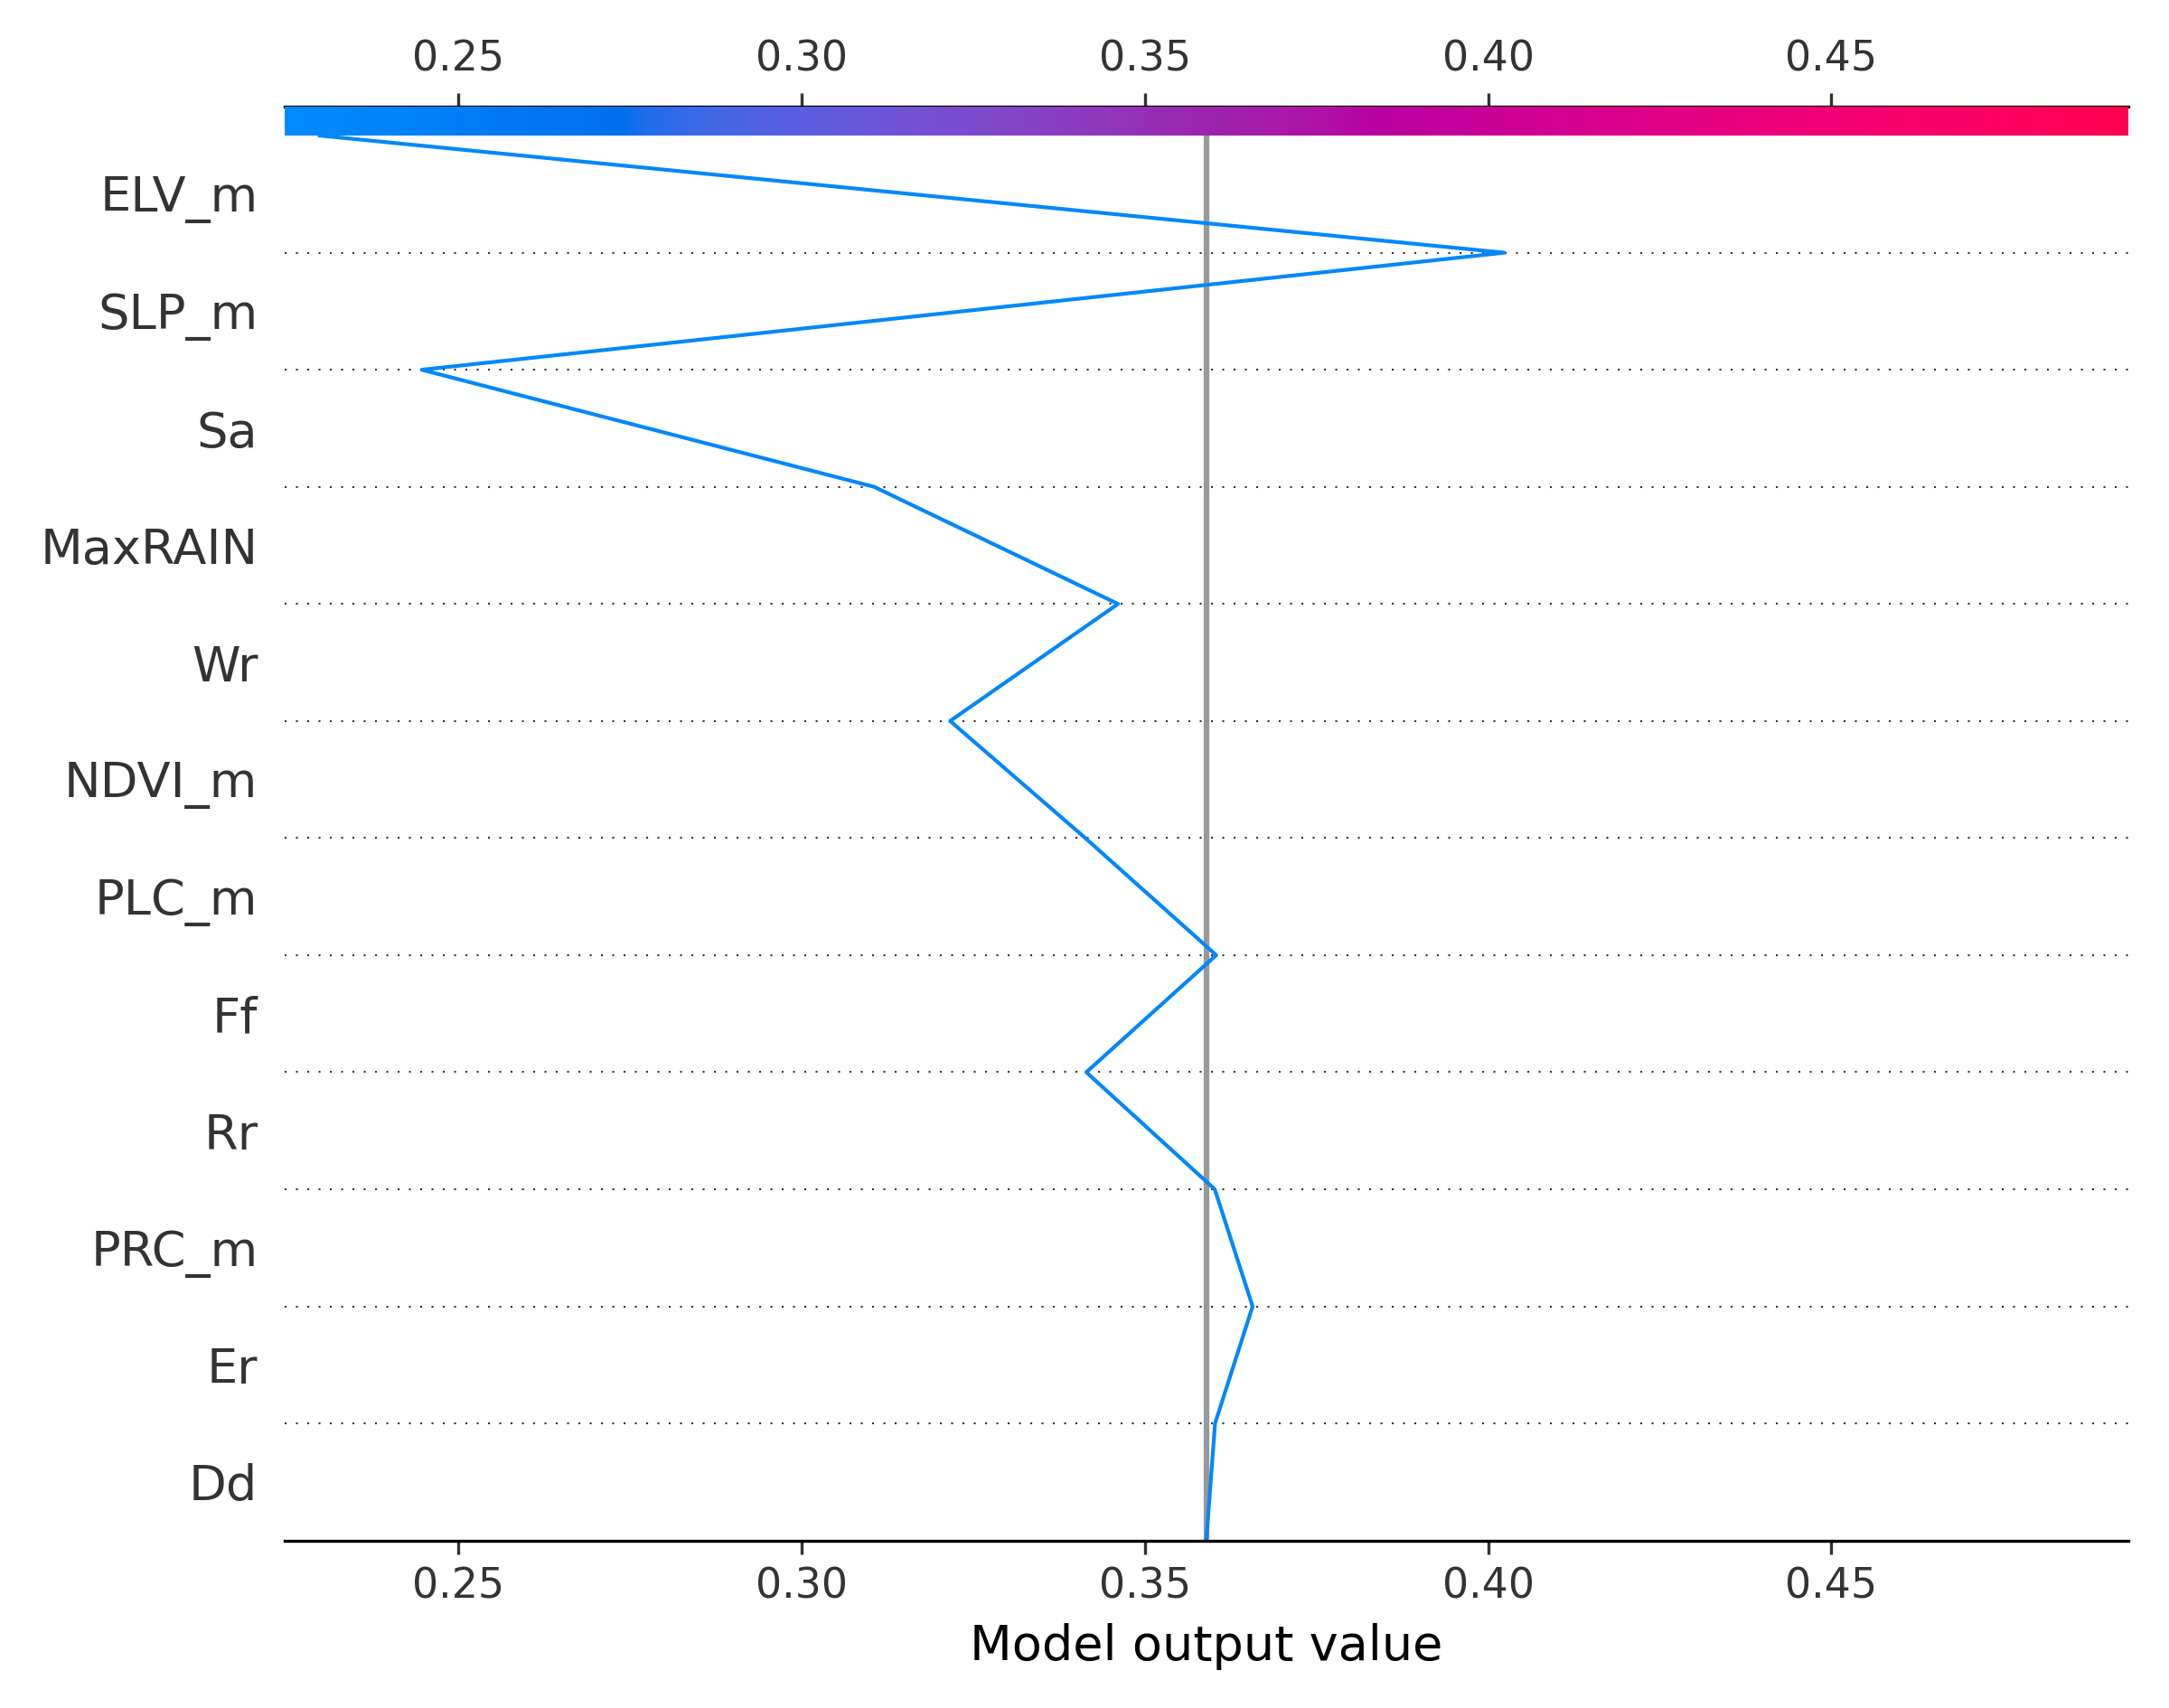 0.25 0.30 0.35 0.40 0.45
ELV_m
SLP_m
Sa
MaxRAIN
Wr
NDVI_m
PLC_m
Ff
Rr
PRC_m
Er
Dd
0.25 0.30 0.35 0.40 0.45
Model output value